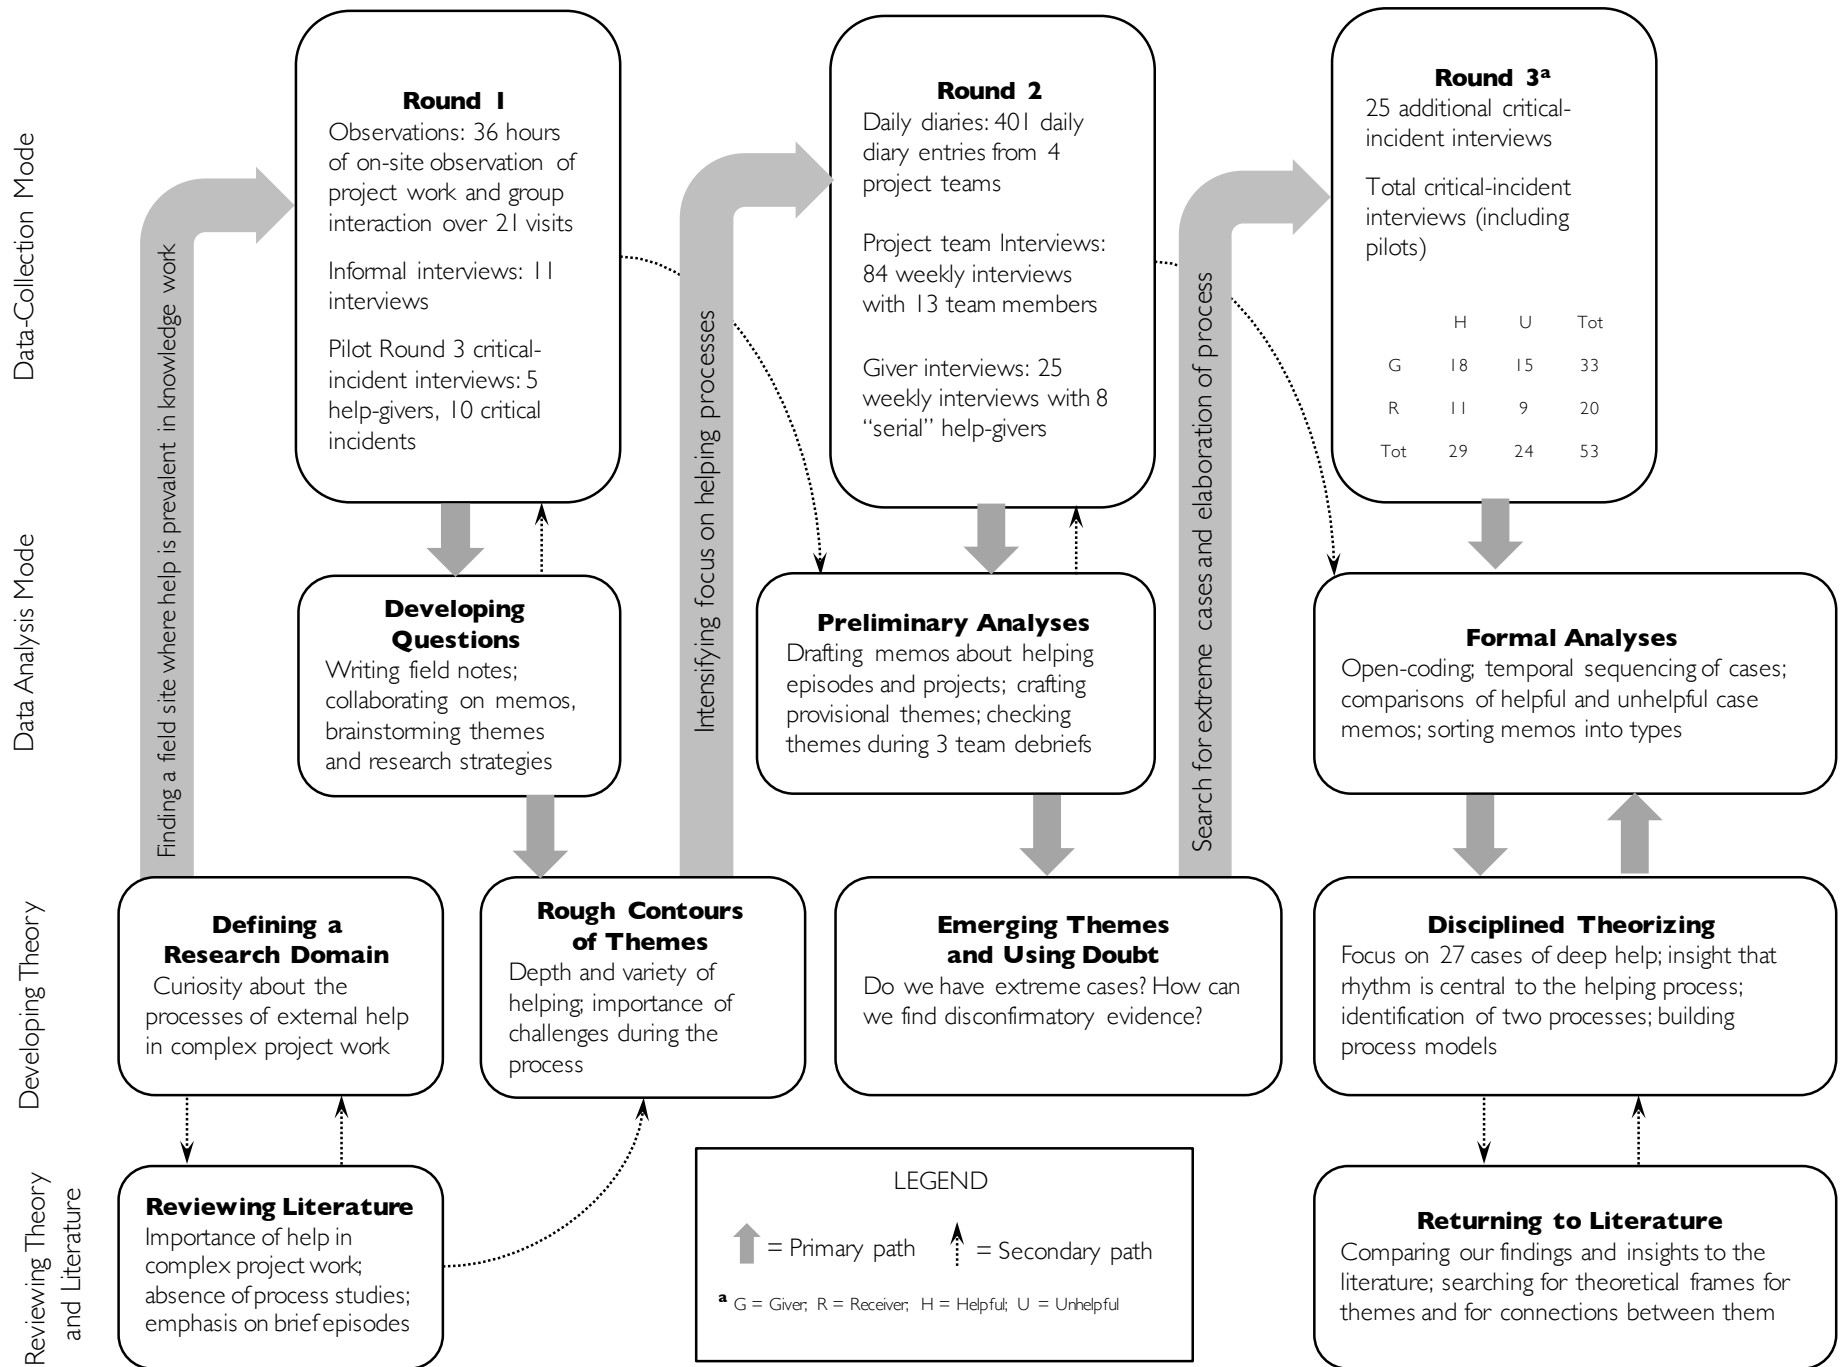 Data-Collection Mode
Finding a field site where help is prevalent in knowledge work
Round 1
Observations: 36 hours
of on-site observation of
project work and group
interaction over 21 visits
Informal interviews: 11
interviews
Pilot Round 3 critical-
incident interviews: 5
help-givers, 10 critical
incidents
Intensifying focus on helping processes
Round 2
Daily diaries: 401 daily
diary entries from 4
project teams
Project team Interviews:
84 weekly interviews
with 13 team members
Giver interviews: 25
weekly interviews with 8
“serial” help-givers
Search for extreme cases and elaboration of process
Round 3a
25 additional critical-
incident interviews
Total critical-incident
interviews (including
pilots)
H U Tot
G 18 15 33
R 11 9 20
Tot 29 24 53
Data Analysis Mode
Developing
Questions
Writing field notes;
collaborating on memos,
brainstorming themes
and research strategies
Preliminary Analyses
Drafting memos about helping
episodes and projects; crafting
provisional themes; checking
themes during 3 team debriefs
Formal Analyses
Open-coding; temporal sequencing of cases;
comparisons of helpful and unhelpful case
memos; sorting memos into types
Developing Theory
Defining a
Research Domain
Curiosity about the
processes of external help
in complex project work
Rough Contours
of Themes
Depth and variety of
helping; importance of
challenges during the
process
Emerging Themes
and Using Doubt
Do we have extreme cases? How can
we find disconfirmatory evidence?
Disciplined Theorizing
Focus on 27 cases of deep help; insight that
rhythm is central to the helping process;
identification of two processes; building
process models
Reviewing Theory
and Literature
Reviewing Literature
Importance of help in
complex project work;
absence of process studies;
emphasis on brief episodes
LEGEND
= Primary path = Secondary path
a G = Giver; R = Receiver; H = Helpful; U = Unhelpful
Returning to Literature
Comparing our findings and insights to the
literature; searching for theoretical frames for
themes and for connections between them